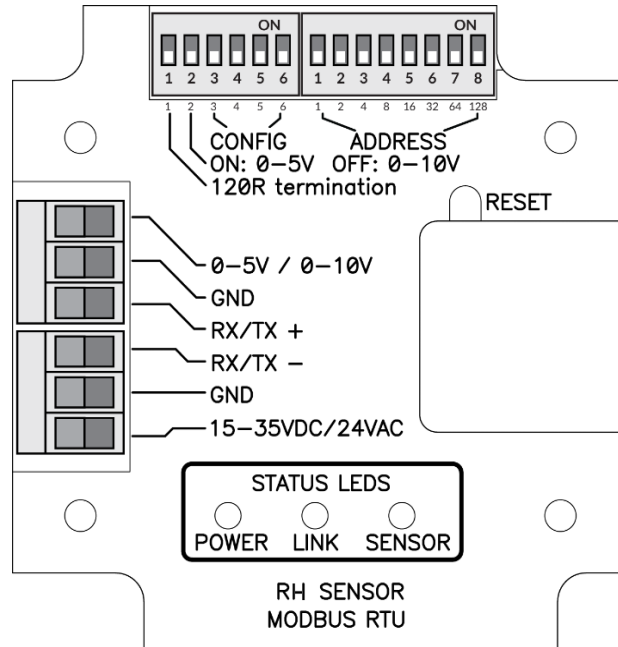 ON ON
1 2 3 4 5 6 1 2 3 4 5 6 7 8
1 2 3 4 5 6 1 2 4 8 16 32 64 128
CONFIG ADDRESS
ON: 0-5V OFF: 0-10V
120R termination
RESET
0-5V / 0-10V
GND
RX/TX +
RX/TX -
GND
15-35VDC/24VAC
STATUS LEDS
POWER LINK SENSOR
RH SENSOR
MODBUS RTU